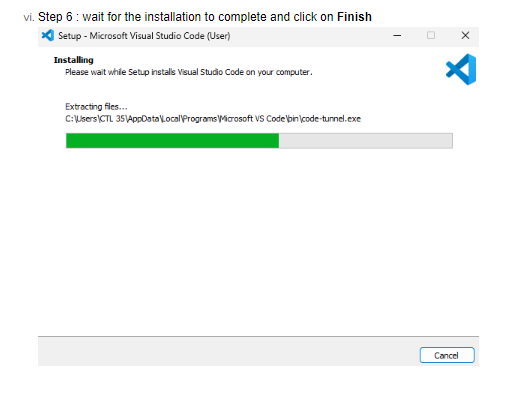 vi. Step 6 : wait for the installation to complete and click on Finish
Setup - Microsoft Visual Studio Code (User)
Installing
Please wait while Setup installs Visual Studio Code on your computer.
Extracting files...
C:\Users\CTL 35\AppData\Local\Programs\Microsoft VS Code\bin\code-tunnel.exe
Cancel